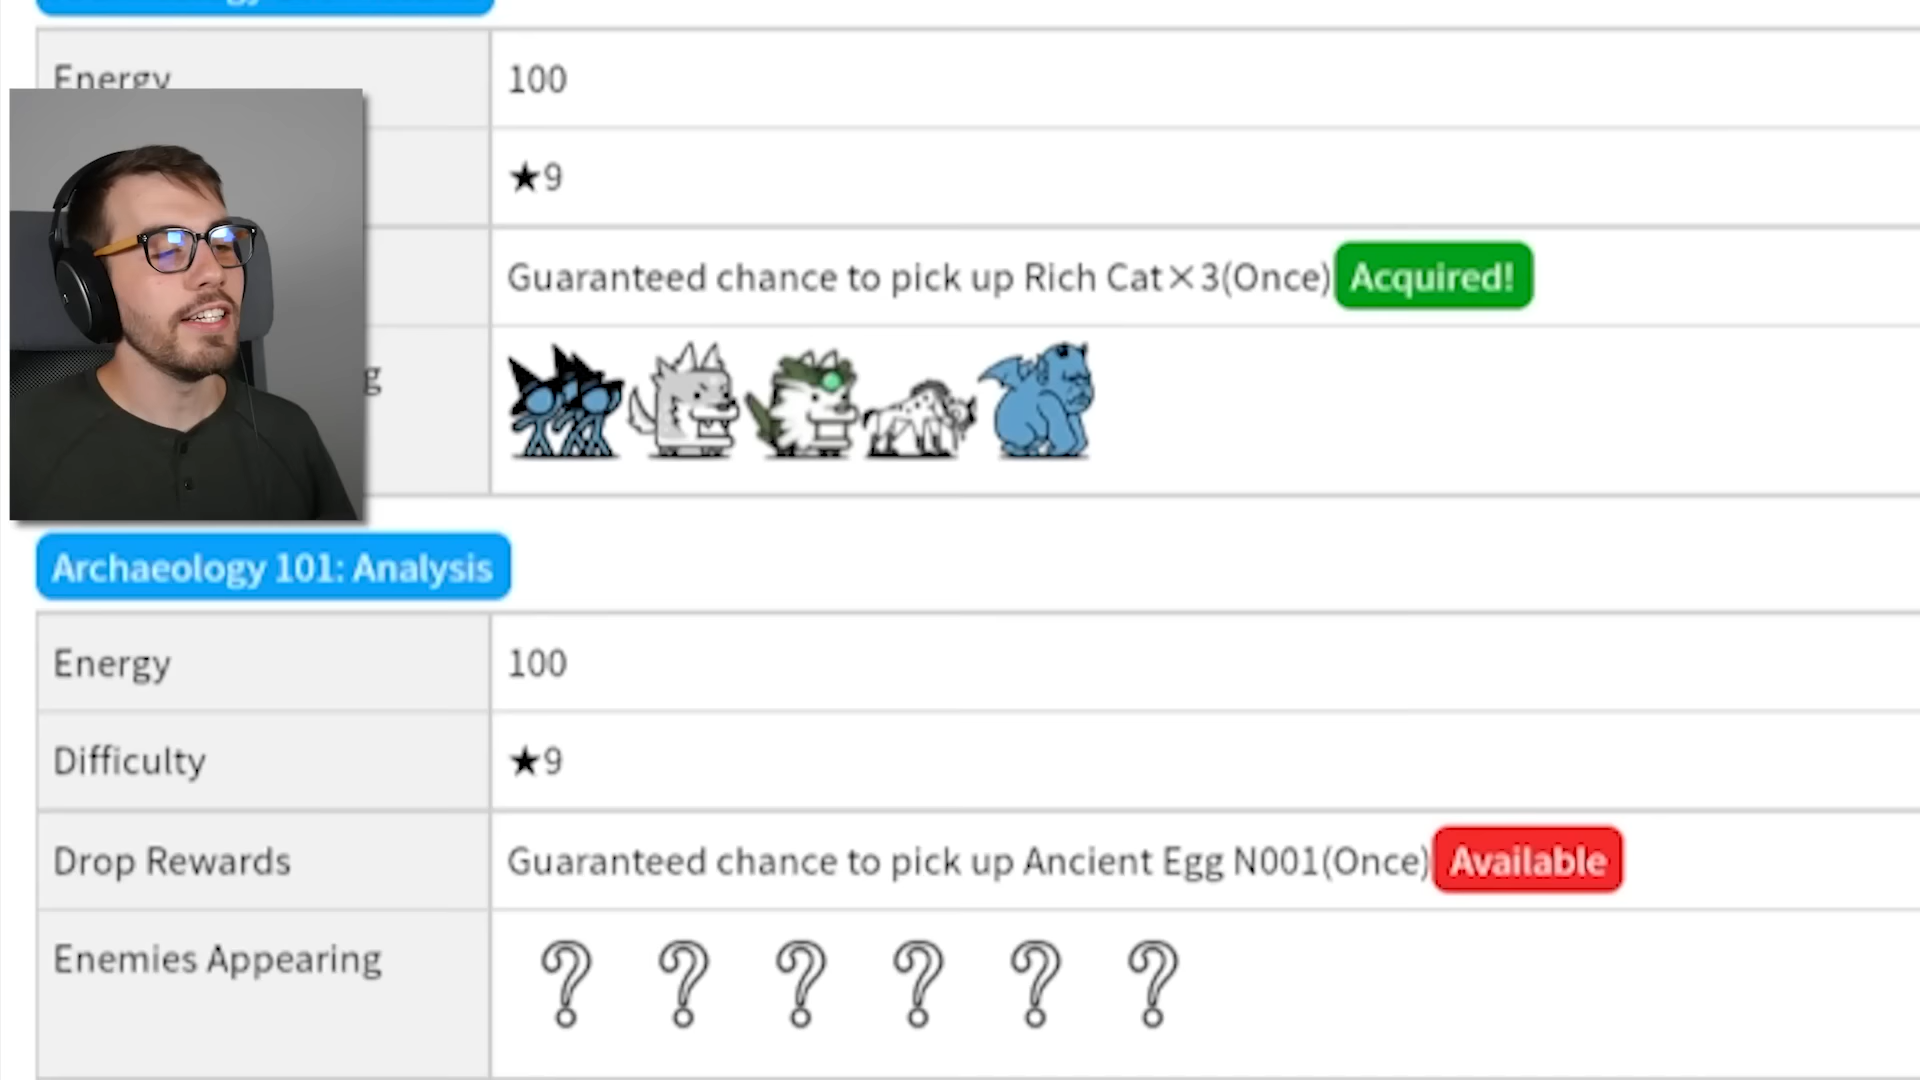 Energy
100
★9
Guaranteed chance to pick up Rich Cat×3(Once) Acquired!
g
Archaeology 101: Analysis
Energy
100
Difficulty
★9
Drop Rewards
Guaranteed chance to pick up Ancient Egg N001(Once) Available
Enemies Appearing
? ? ? ? ? ?